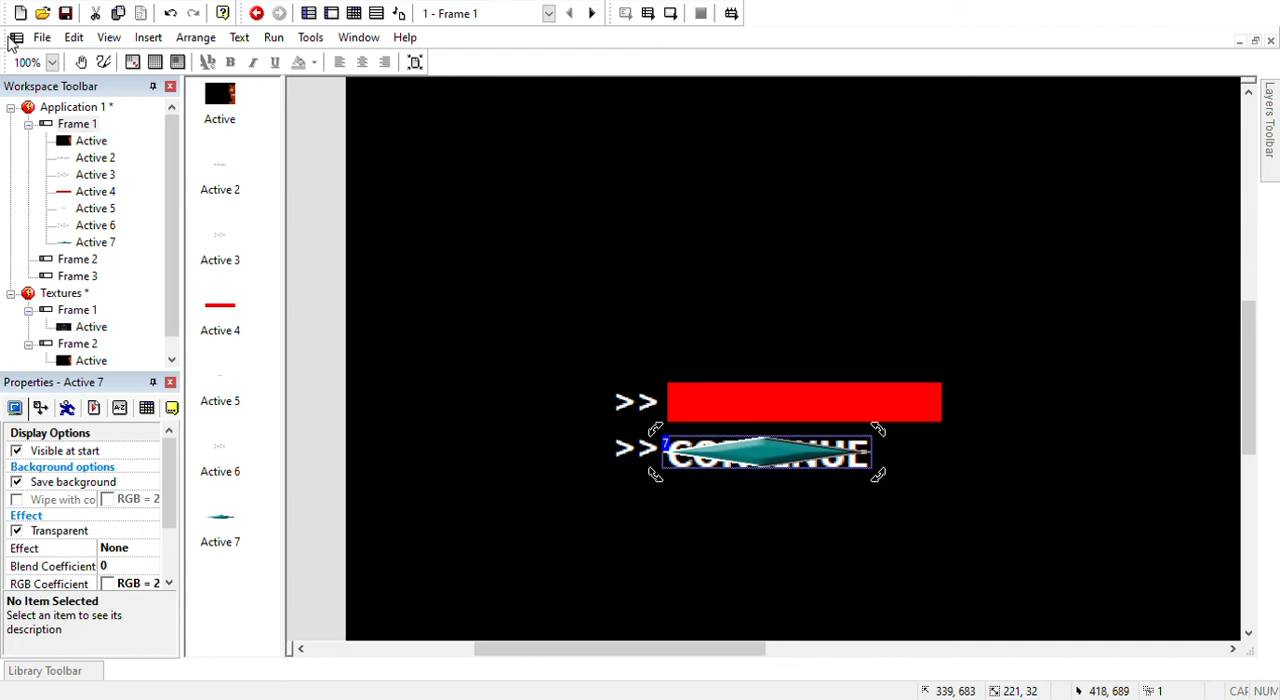 1 - Frame 1
File Edit View Insert Arrange Text Run Tools Window Help
100% B I U
Workspace Toolbar
Application 1 *
Frame 1
Active
Active 2
Active 3
Active 4
Active 5
Active 6
Active 7
Frame 2
Frame 3
Textures *
Frame 1
Active
Frame 2
Active
Properties - Active 7
Display Options
Visible at start
Background options
Save background
Wipe with co RGB = 2
Effect
Transparent
Effect None
Blend Coefficient 0
RGB Coefficient RGB = 2
No Item Selected
Select an item to see its
description
Library Toolbar
Active
Active 2
Active 3
Active 4
Active 5
Active 6
Active 7
>>
>> 7 CONTINUE
Layers Toolbar
339, 683 221, 32 418, 689 1 CAP NUM